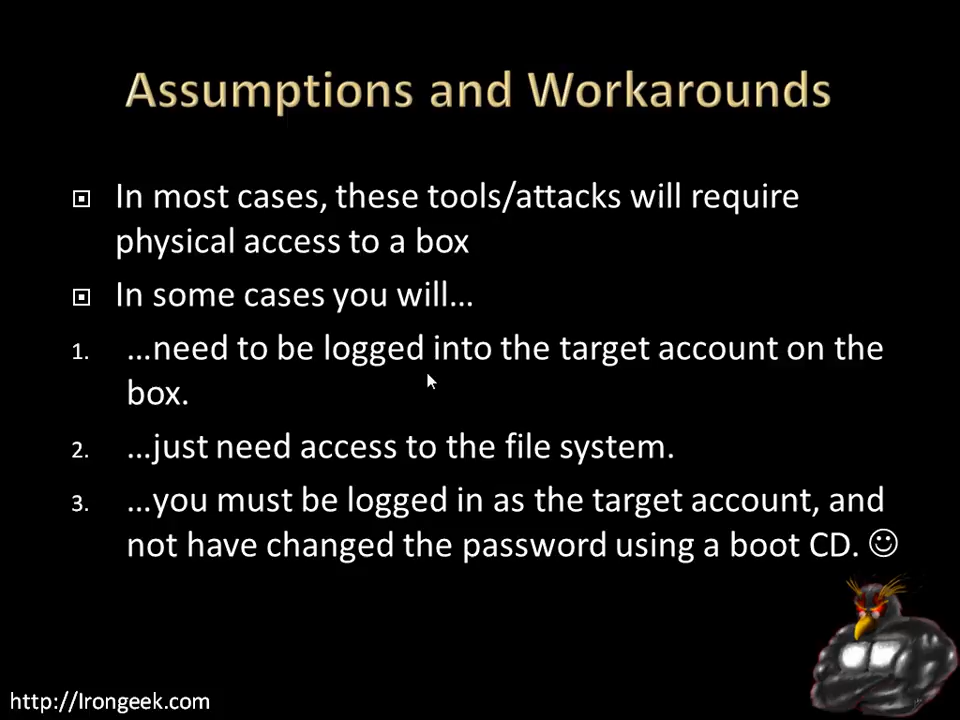 Assumptions and Workarounds
In most cases, these tools/attacks will require
physical access to a box
In some cases you will…
1. …need to be logged into the target account on the
box.
2. …just need access to the file system.
3. …you must be logged in as the target account, and
not have changed the password using a boot CD. ☺
http://Irongeek.com